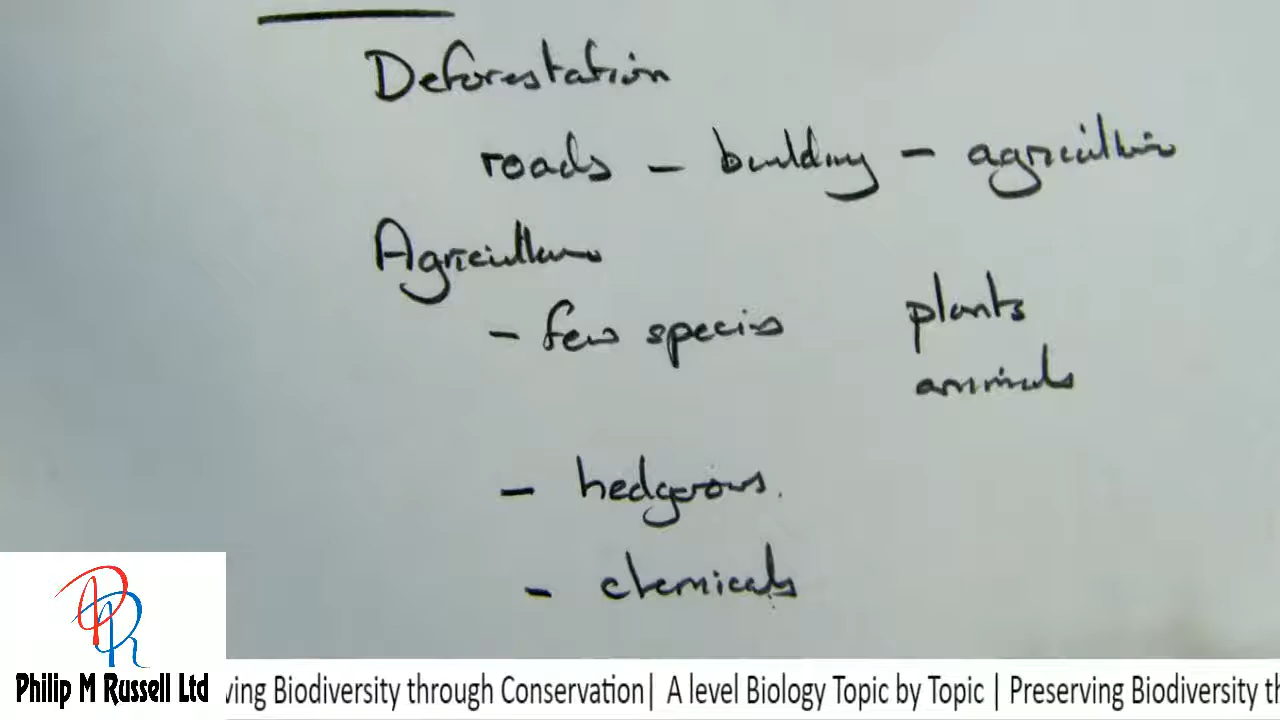 Deforestation
roads - building - agriculture
Agriculture
- few species plants
animals
- hedgerows.
- chemicals
Philip M Russell Ltd
ving Biodiversity through Conservation| A level Biology Topic by Topic | Preserving Biodiversity th